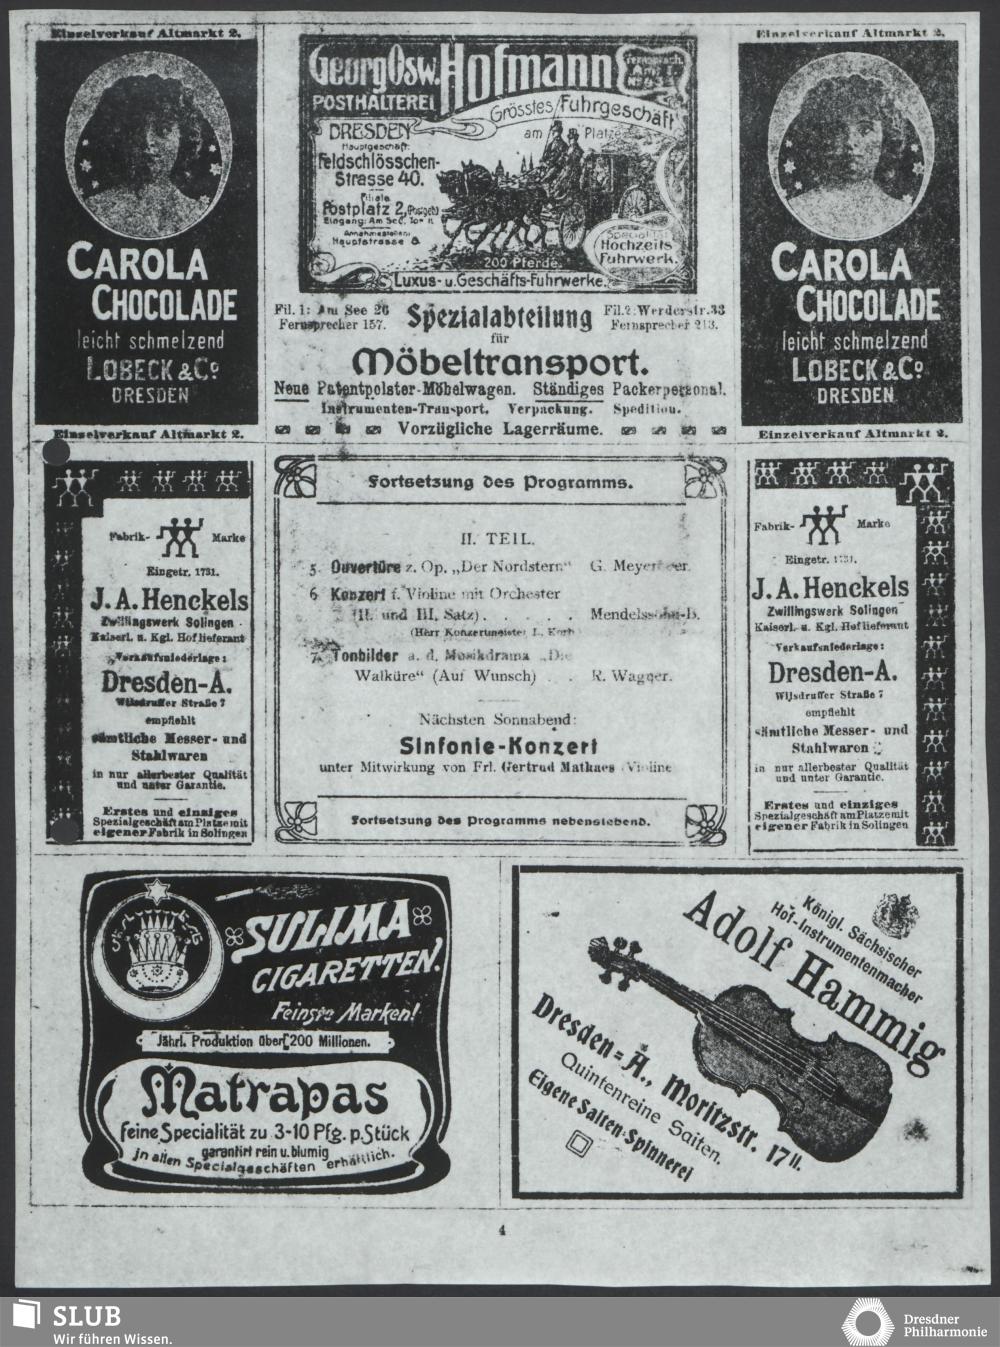 Einzelverkauf Altmarkt 2.
CAROLA
CHOCOLADE
leicht schmelzend
LOBECK & Co
DRESDEN
Einzelverkauf Altmarkt 2.
Georg Osw. Hofmann
POSTHALTEREI
Fernsprech.
Grösstes Fuhrgeschäft
am Platze
DRESDEN
Hauptgeschäft:
Feldschlösschen-
Strasse 40.
Filiale
Postplatz 2,
Annahmestellen:
Hauptstrasse 8
200 Pferde.
Special.
Hochzeits
Fuhrwerk.
Luxus- u. Geschäfts-Fuhrwerke.
Fil. 1: Am See 26
Fernsprecher 157.
Spezialabteilung
Fil. 2: Werderstr. 33
Fernsprecher 213.
für
Möbeltransport.
Neue Patentpolster-Möbelwagen. Ständiges Packerpersonal.
Instrumenten-Transport. Verpackung. Spedition.
Vorzügliche Lagerräume.
Einzelverkauf Altmarkt 2.
CAROLA
CHOCOLADE
leicht schmelzend
LOBECK & Co
DRESDEN
Einzelverkauf Altmarkt 2.
Fabrik- Marke
Eingetr. 1731.
J. A. Henckels
Zwillingswerk Solingen
Kaiserl. u. Kgl. Hoflieferant
Verkaufsniederlage:
Dresden-A.
Wilsdruffer Straße 7
empfiehlt
sämtliche Messer- und
Stahlwaren
in nur allerbester Qualität
und unter Garantie.
Erstes und einziges
Spezialgeschäft am Platze mit
eigener Fabrik in Solingen
Fortsetzung des Programms.
II. TEIL.
5. Ouvertüre z. Op. „Der Nordstern“ G. Meyerbeer.
6 Konzert f. Violine mit Orchester
(II. und III. Satz) . . . . . Mendelssohn-B.
(Herr Konzertmeister
7. Tonbilder a. d. Musikdrama „Die
Walküre“ (Auf Wunsch) . . R. Wagner.
Nächsten Sonnabend:
Sinfonie-Konzert
unter Mitwirkung von Frl. Gertrud Matthaes Violine
Fortsetzung des Programms nebenstehend.
Fabrik- Marke
Eingetr. 1731.
J. A. Henckels
Zwillingswerk Solingen
Kaiserl. u. Kgl. Hoflieferant
Verkaufsniederlage:
Dresden-A.
Wilsdruffer Straße 7
empfiehlt
sämtliche Messer- und
Stahlwaren
in nur allerbester Qualität
und unter Garantie.
Erstes und einziges
Spezialgeschäft am Platze mit
eigener Fabrik in Solingen
SULIMA
CIGARETTEN.
Feinste Marken!
Jährl. Produktion über 200 Millionen.
Matrapas
feine Specialität zu 3-10 Pfg. p. Stück
garantirt rein u. blumig
in allen Specialgeschäften erhältlich.
Königl. Sächsischer
Hof-Instrumentenmacher
Adolf Hammig
Dresden=A., Moritzstr. 17 II.
Quintenreine Saiten.
Eigene Saiten-Spinnerei
4
SLUB
Wir führen Wissen.
Dresdner
Philharmonie